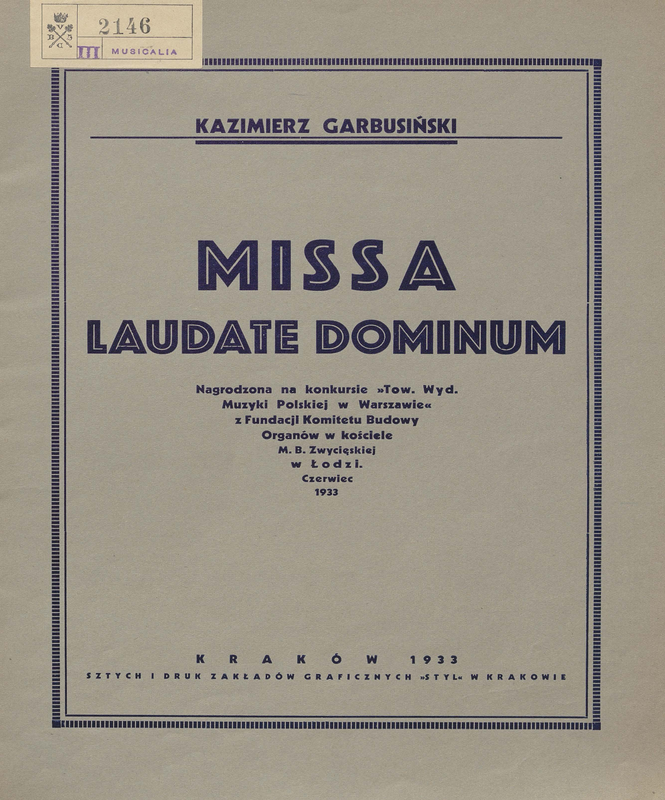 2146
III MUSICALIA
KAZIMIERZ GARBUSIŃSKI
MISSA
LAUDATE DOMINUM
Nagrodzona na konkursie »Tow. Wyd.
Muzyki Polskiej w Warszawie«
z Fundacji Komitetu Budowy
Organów w kościele
M. B. Zwycięskiej
w Łodzi.
Czerwiec
1933
KRAKÓW 1933
SZTYCH I DRUK ZAKŁADÓW GRAFICZNYCH »STYL« W KRAKOWIE